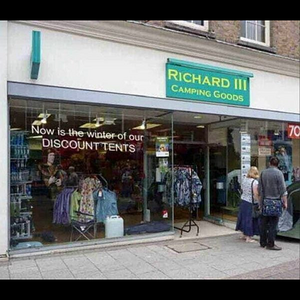 RICHARD III
CAMPING GOODS
Now is the winter of our
DISCOUNT TENTS
70